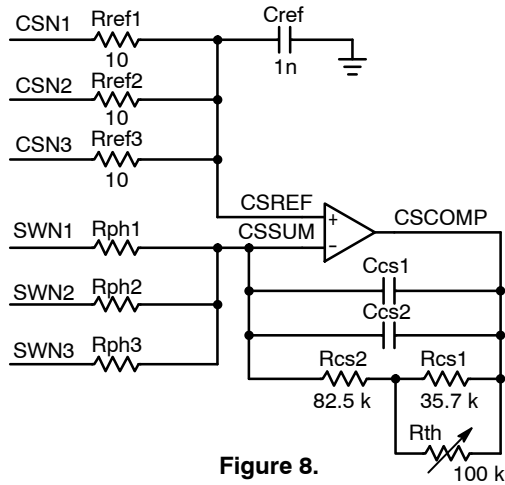 CSN1 Rref1 Cref
10 1n
CSN2 Rref2
10
CSN3 Rref3
10
CSREF +
CSSUM − CSCOMP
SWN1 Rph1
Ccs1
SWN2 Rph2
Ccs2
SWN3 Rph3
Rcs2 Rcs1
82.5 k 35.7 k
Rth
100 k
Figure 8.